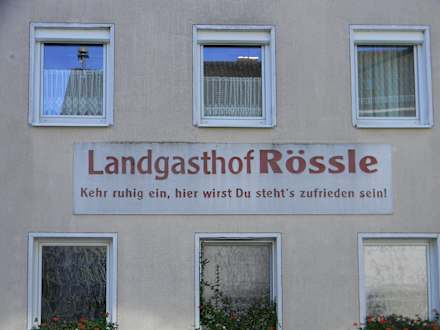 Landgasthof Rössle
Kehr ruhig ein, hier wirst Du steht's zufrieden sein!